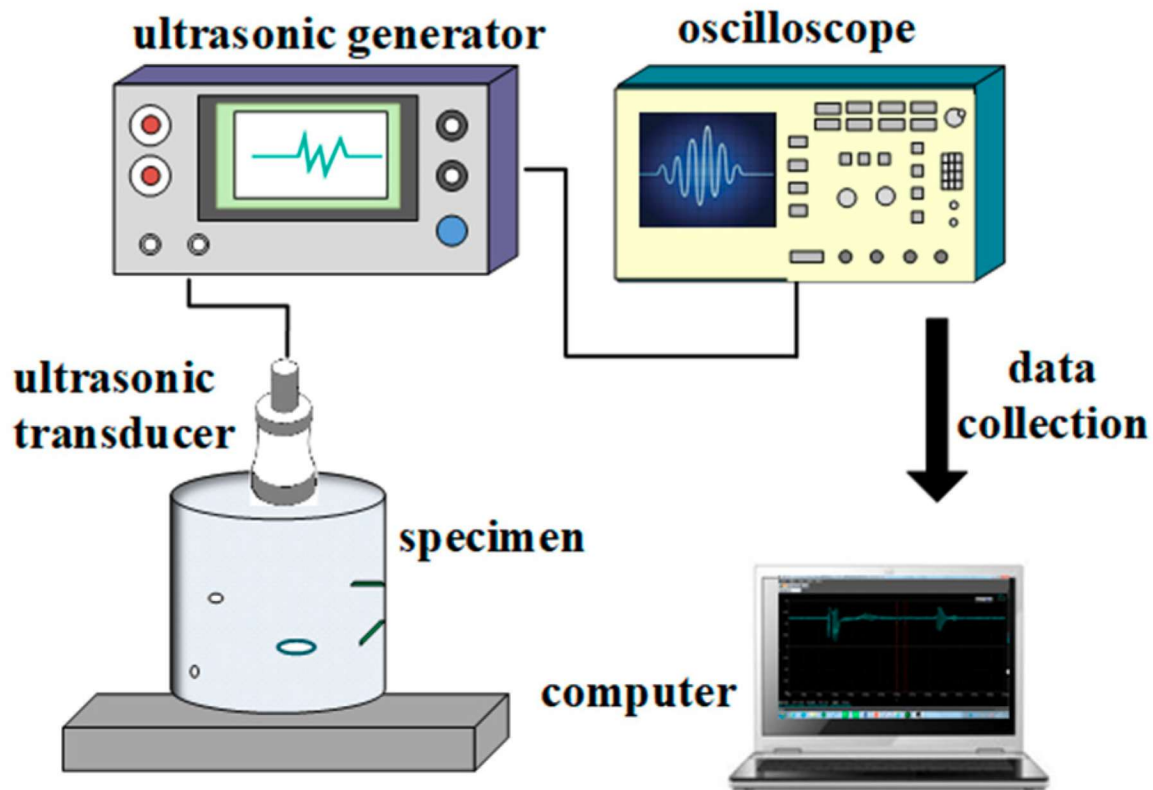 ultrasonic generator
oscilloscope
ultrasonic
transducer
data
collection
specimen
computer